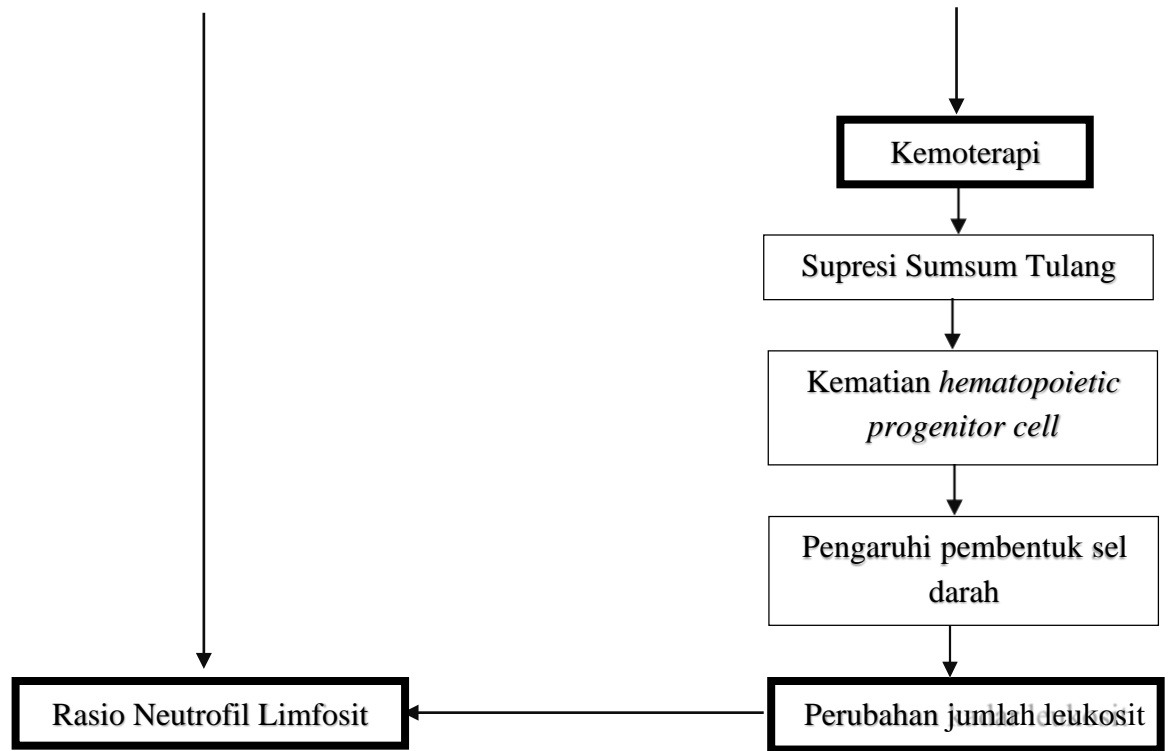 Kemoterapi
Supresi Sumsum Tulang
Kematian hematopoietic
progenitor cell
Pengaruhi pembentuk sel
darah
Rasio Neutrofil Limfosit
Perubahan jumlah leukosit